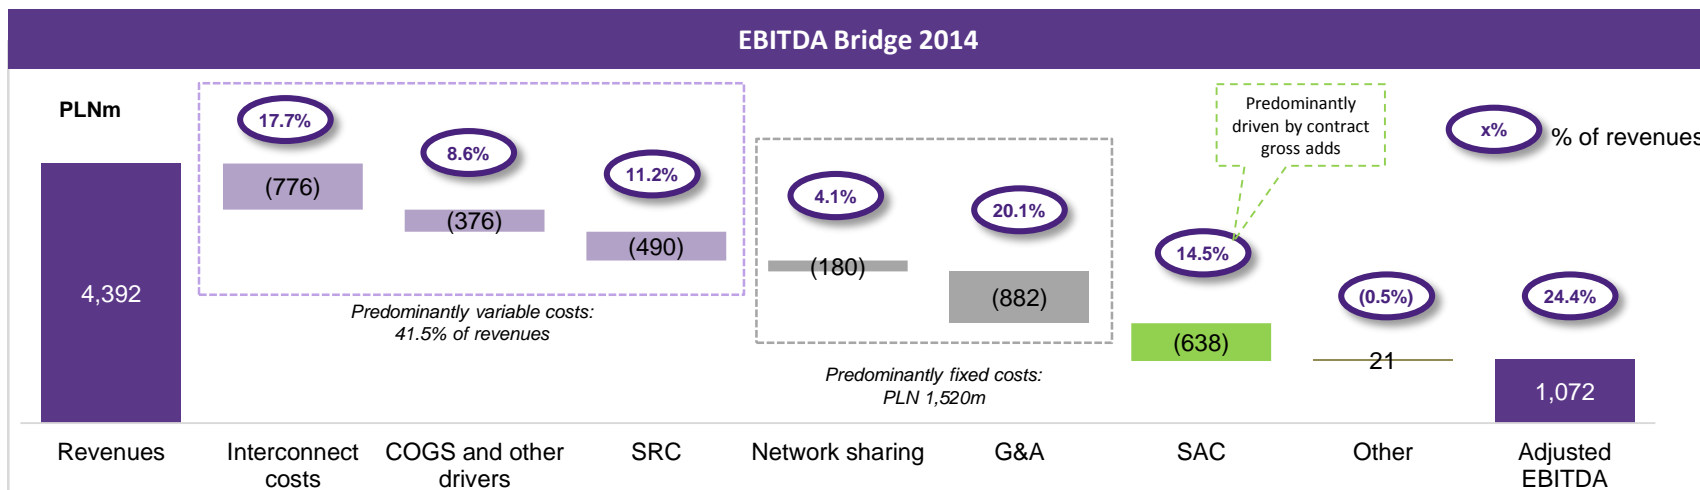 EBITDA Bridge 2014
PLNm
17.7%
8.6%
11.2%
4.1%
20.1%
14.5%
(0.5%)
24.4%
Predominantly
driven by contract
gross adds
x%
% of revenues
4,392
(776)
(376)
(490)
(180)
(882)
(638)
21
1,072
Predominantly variable costs:
41.5% of revenues
Predominantly fixed costs:
PLN 1,520m
Revenues
Interconnect
costs
COGS and other
drivers
SRC
Network sharing
G&A
SAC
Other
Adjusted
EBITDA